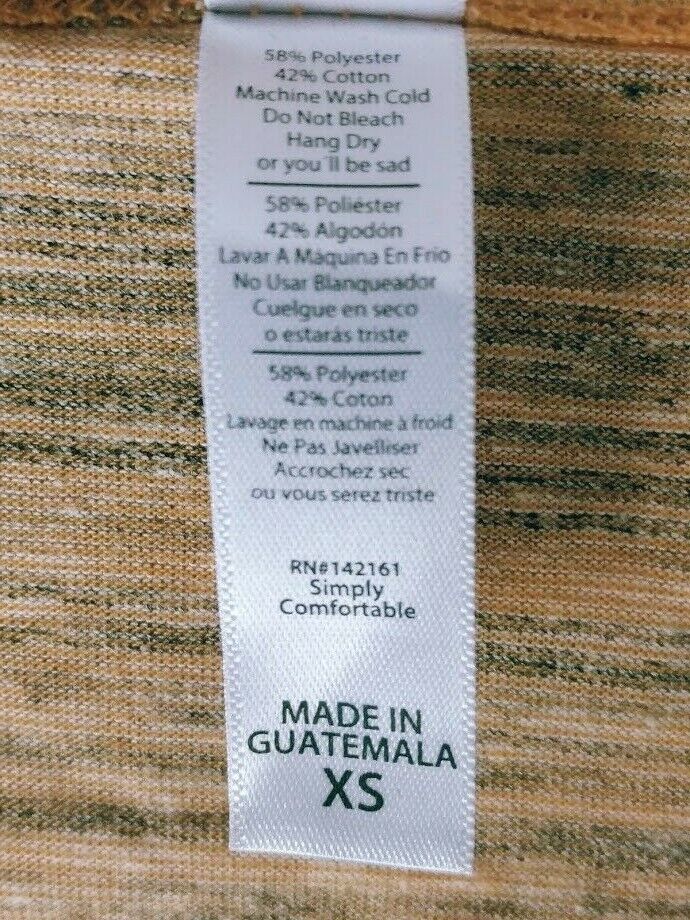 58% Polyester
42% Cotton
Machine Wash Cold
Do Not Bleach
Hang Dry
or you´ll be sad
58% Poliéster
42% Algodón
Lavar A Máquina En Frio
No Usar Blanqueador
Cuelgue en seco
o estarás triste
58% Polyester
42% Coton
Lavage en machine à froid
Ne Pas Javelliser
Accrochez sec
ou vous serez triste
RN#142161
Simply
Comfortable
MADE IN
GUATEMALA
XS